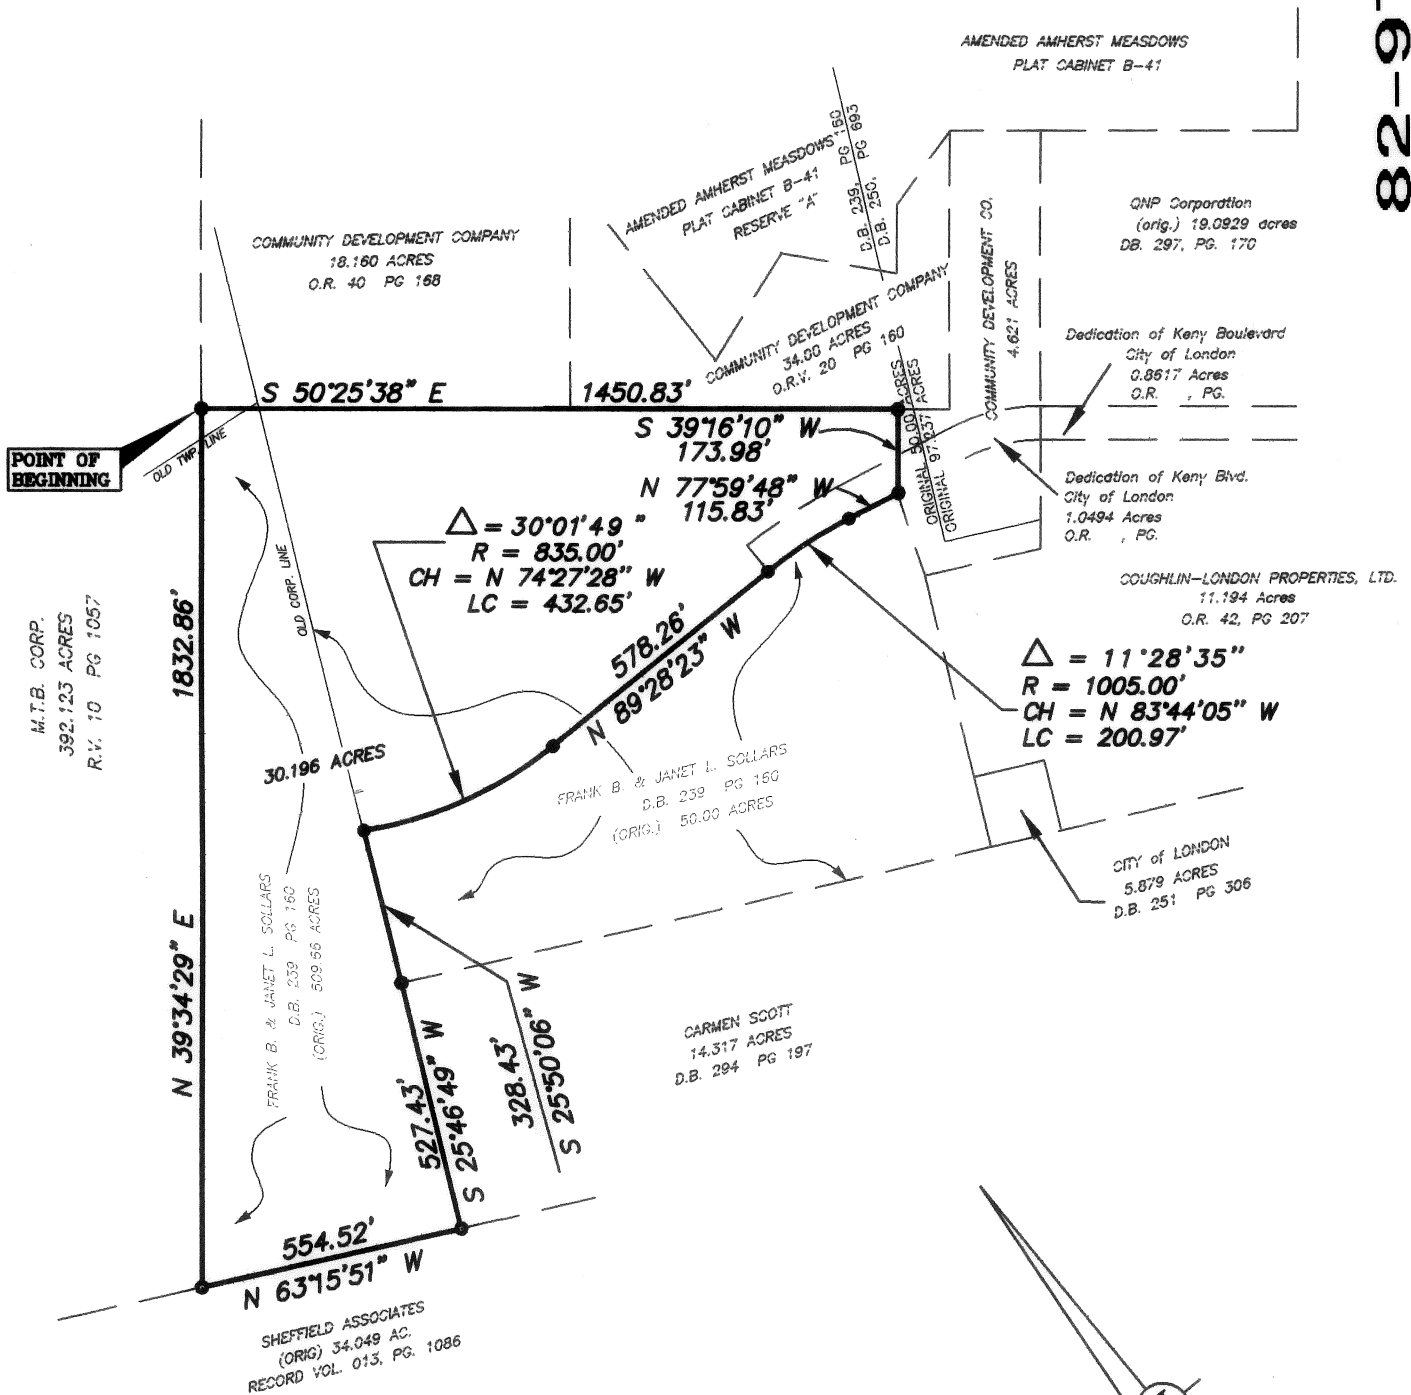 AMENDED AMHERST MEASDOWS
PLAT CABINET B-41
82-9
AMENDED AMHERST MEASDOWS
PLAT CABINET B-41
RESERVE "A"
D.B. 239, PG 160
D.B. 250, PG 693
COMMUNITY DEVELOPMENT COMPANY
18.160 ACRES
O.R. 40 PG 168
QNP Corporation
(orig.) 19.0929 acres
DB. 297, PG. 170
COMMUNITY DEVELOPMENT CO.
4.621 ACRES
COMMUNITY DEVELOPMENT COMPANY
34.00 ACRES
O.R.V. 20 PG 160
Dedication of Keny Boulevard
City of London
0.8617 Acres
O.R. , PG.
S 50°25'38" E 1450.83'
S 39°16'10" W
173.98'
N 77°59'48" W
115.83'
ORIGINAL 50.00 ACRES
ORIGINAL 97.237 ACRES
POINT OF
BEGINNING
OLD TWP. LINE
OLD CORP. LINE
Dedication of Keny Blvd.
City of London
1.0494 Acres
O.R. , PG.
△ = 30°01'49 "
R = 835.00'
CH = N 74°27'28" W
LC = 432.65'
COUGHLIN-LONDON PROPERTIES, LTD.
11.194 Acres
O.R. 42, PG 207
M.T.B. CORP.
392.123 ACRES
R.V. 10 PG 1057
1832.86'
N 39°34'29" E
578.26'
N 89°28'23" W
△ = 11°28'35"
R = 1005.00'
CH = N 83°44'05" W
LC = 200.97'
30.196 ACRES
FRANK B. & JANET L. SOLLARS
D.B. 239 PG 160
(ORIG.) 50.00 ACRES
CITY of LONDON
5.879 ACRES
D.B. 251 PG 306
FRANK B. & JANET L. SOLLARS
D.B. 239 PG 160
(ORIG.) 509.66 ACRES
328.43'
S 25°50'06" W
527.43'
S 25°46'49" W
CARMEN SCOTT
14.317 ACRES
D.B. 294 PG 197
554.52'
N 63°15'51" W
SHEFFIELD ASSOCIATES
(ORIG) 34.049 AC.
RECORD VOL. 013, PG. 1086